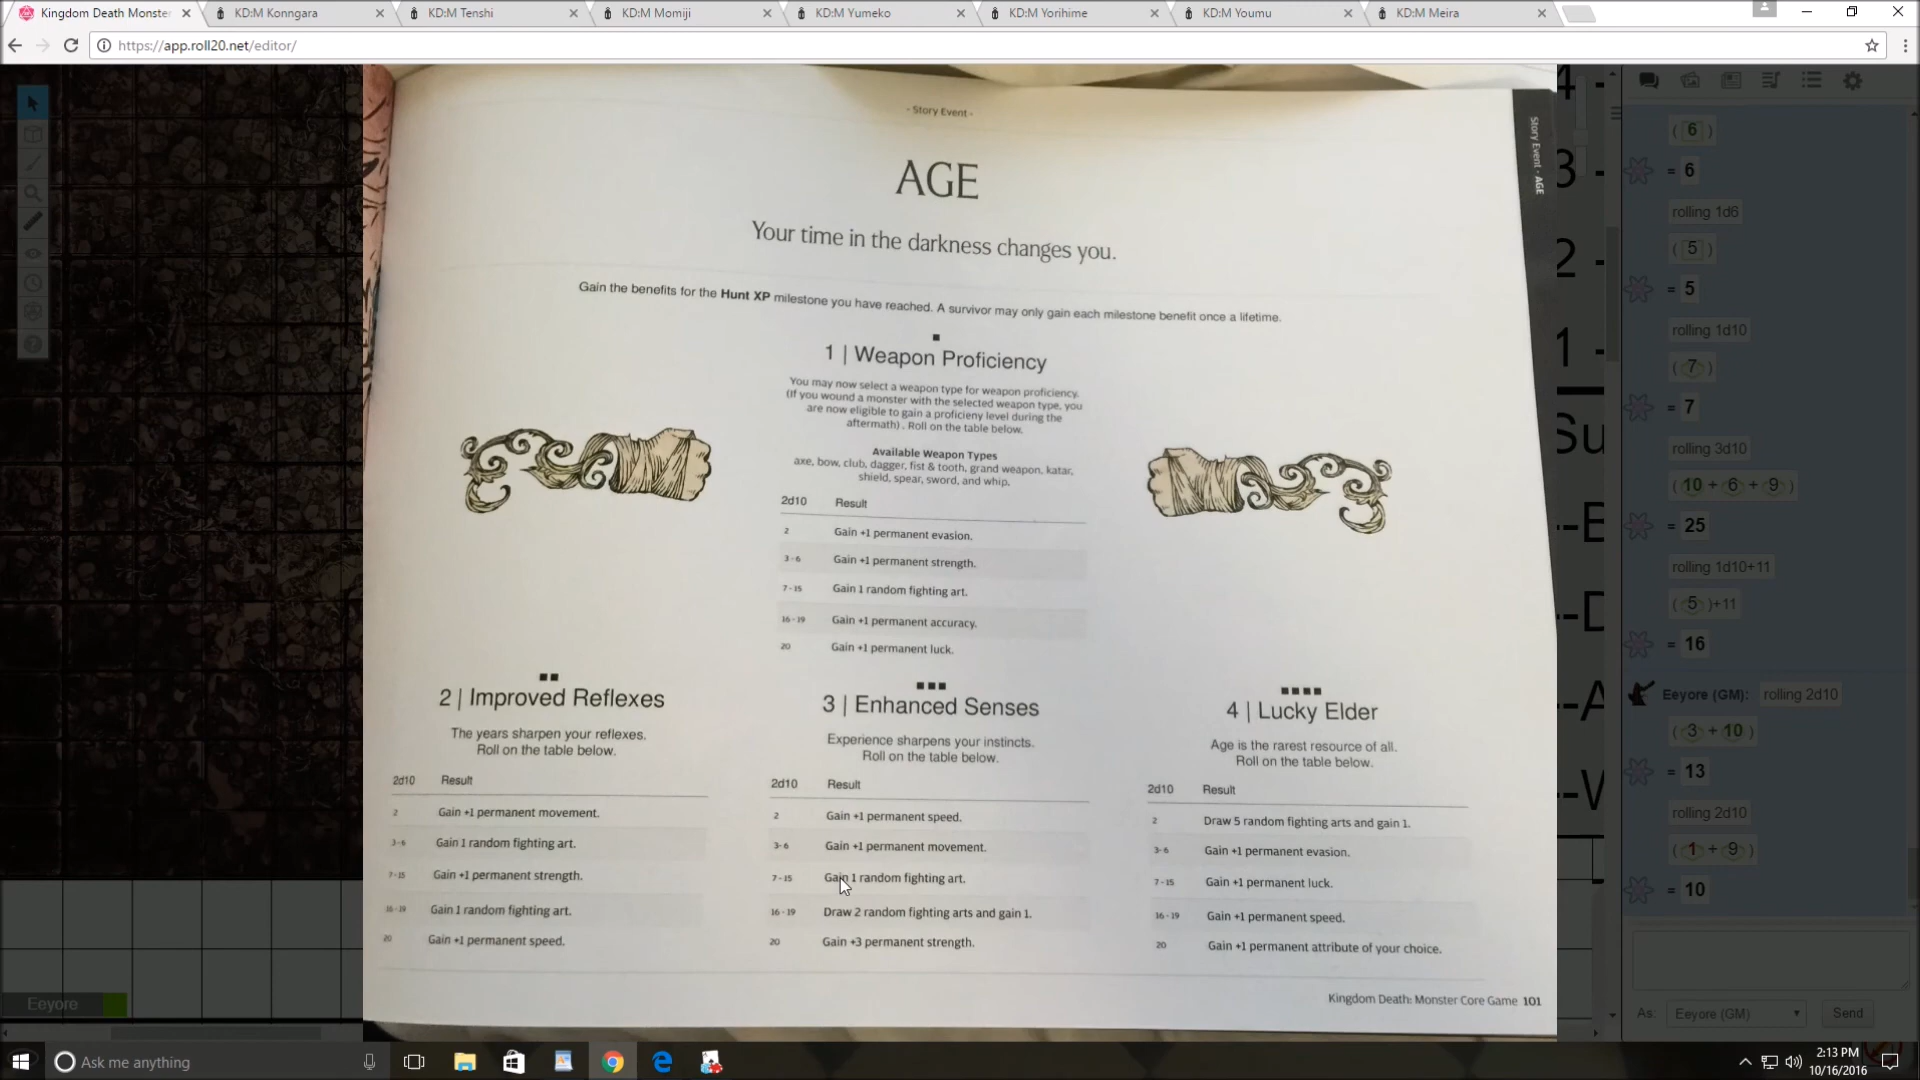 Kingdom Death Monster
KD:M Konngara
KD:M Tenshi
KD:M Momiji
KD:M Yumeko
KD:M Yorihime
KD:M Youmu
KD:M Meira
https://app.roll20.net/editor/
- Story Event -
AGE
Your time in the darkness changes you.
Gain the benefits for the Hunt XP milestone you have reached. A survivor may only gain each milestone benefit once a lifetime.
1 | Weapon Proficiency
You may now select a weapon type for weapon proficiency.
(If you wound a monster with the selected weapon type, you
are now eligible to gain a proficieny level during the
aftermath). Roll on the table below.
Available Weapon Types
axe, bow, club, dagger, fist & tooth, grand weapon, katar,
shield, spear, sword, and whip.
2d10 Result
2 Gain +1 permanent evasion.
3 - 6 Gain +1 permanent strength.
7 - 15 Gain 1 random fighting art.
16 - 19 Gain +1 permanent accuracy.
20 Gain +1 permanent luck.
2 | Improved Reflexes
The years sharpen your reflexes.
Roll on the table below.
2d10 Result
2 Gain +1 permanent movement.
3-6 Gain 1 random fighting art.
7-15 Gain +1 permanent strength.
16 - 19 Gain 1 random fighting art.
20 Gain +1 permanent speed.
3 | Enhanced Senses
Experience sharpens your instincts.
Roll on the table below.
2d10 Result
2 Gain +1 permanent speed.
3-6 Gain +1 permanent movement.
7 - 15 Gain 1 random fighting art.
16 - 19 Draw 2 random fighting arts and gain 1.
20 Gain +3 permanent strength.
4 | Lucky Elder
Age is the rarest resource of all.
Roll on the table below.
2d10 Result
2 Draw 5 random fighting arts and gain 1.
3-6 Gain +1 permanent evasion.
7 - 15 Gain +1 permanent luck.
16 - 19 Gain +1 permanent speed.
20 Gain +1 permanent attribute of your choice.
Kingdom Death: Monster Core Game 101
Story Event - AGE
4 -
3 -
2 -
1 -
Su
--B
--D
--A
--W
( 6 )
= 6
rolling 1d6
( 5 )
= 5
rolling 1d10
( 7 )
= 7
rolling 3d10
( 10 + 6 + 9 )
= 25
rolling 1d10+11
( 5 )+11
= 16
Eeyore (GM): rolling 2d10
( 3 + 10 )
= 13
rolling 2d10
( 1 + 9 )
= 10
As: Eeyore (GM) Send
Eeyore
Ask me anything
2:13 PM
10/16/2016